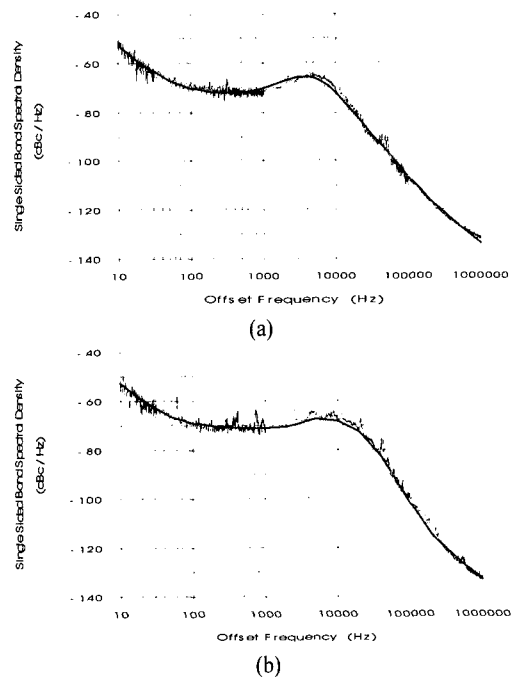 - 40
- 60
- 80
- 100
- 120
- 140
Single Sided Band Spectral Density
(dBc / Hz)
10 100 1000 10000 100000 1000000
Offset Frequency (Hz)
(a)
- 40
- 60
- 80
- 100
- 120
- 140
Single Sided Band Spectral Density
(dBc / Hz)
10 100 1000 10000 100000 1000000
Offset Frequency (Hz)
(b)